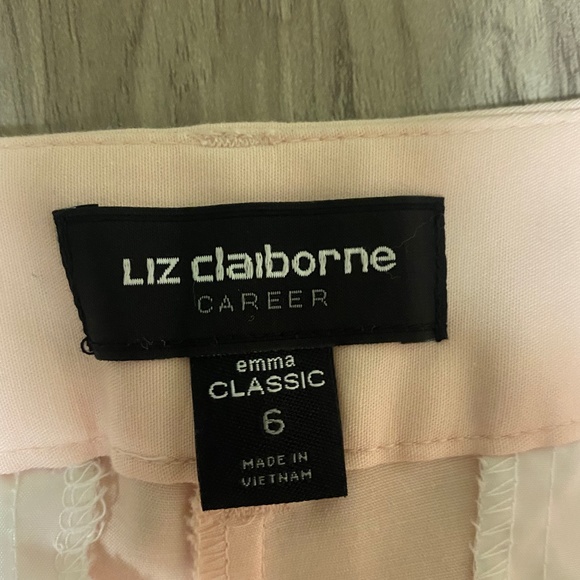 Liz claiborne
CAREER
emma
CLASSIC
6
MADE IN
VIETNAM